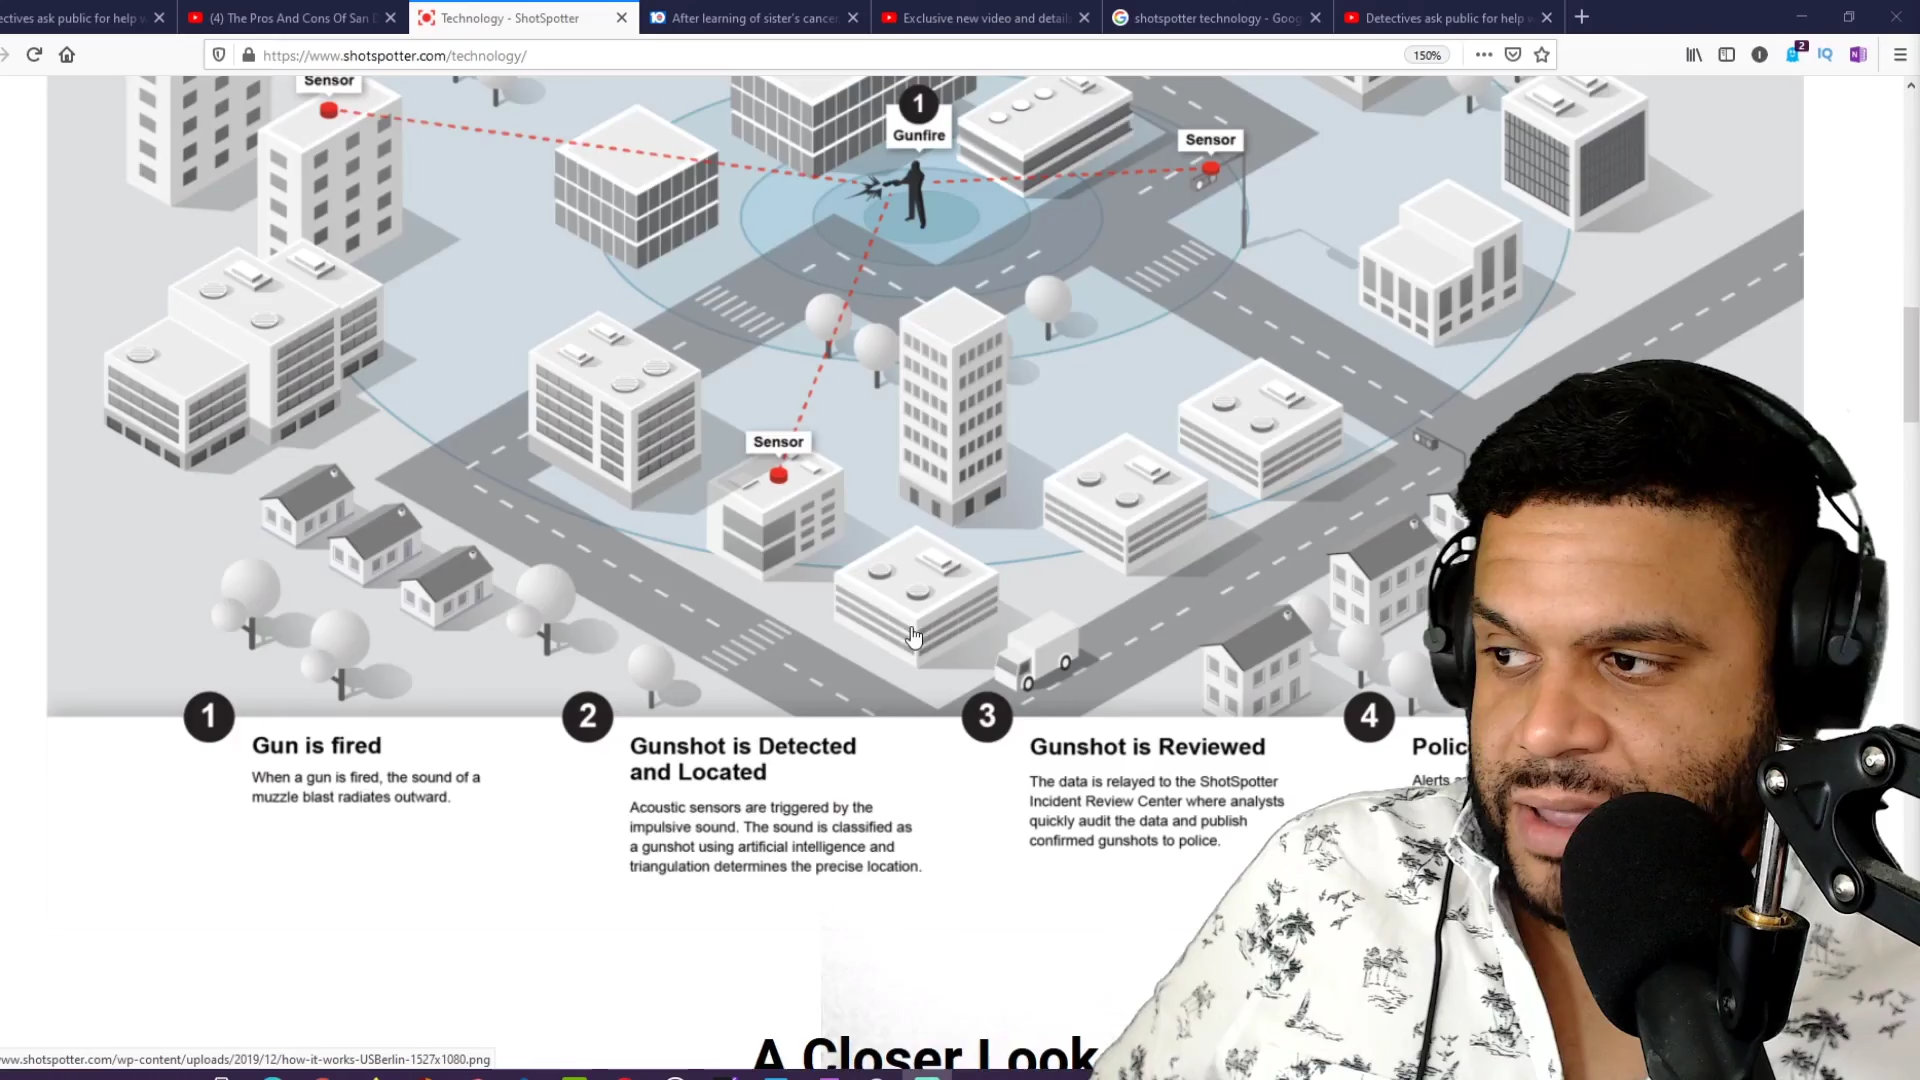 etectives ask public for help w
(4) The Pros And Cons Of San D
Technology - ShotSpotter
After learning of sister's cancer,
Exclusive new video and details
shotspotter technology - Goog
Detectives ask public for help w
https://www.shotspotter.com/technology/
150%
2
IQ
Sensor
1
Gunfire
Sensor
Sensor
1
2
3
4
Gun is fired
When a gun is fired, the sound of a
muzzle blast radiates outward.
Gunshot is Detected
and Located
Acoustic sensors are triggered by the
impulsive sound. The sound is classified as
a gunshot using artificial intelligence and
triangulation determines the precise location.
Gunshot is Reviewed
The data is relayed to the ShotSpotter
Incident Review Center where analysts
quickly audit the data and publish
confirmed gunshots to police.
Polic
Alerts
A Closer Look
www.shotspotter.com/wp-content/uploads/2019/12/how-it-works-USBerlin-1527x1080.png